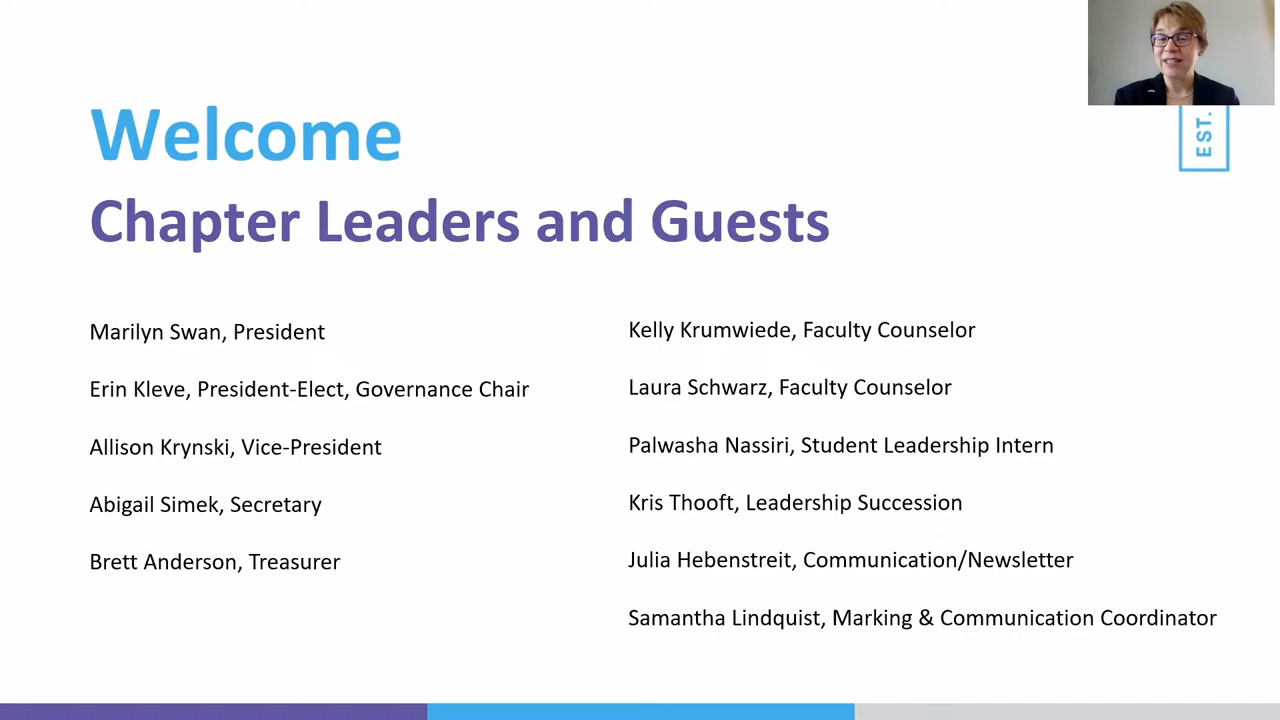 Welcome
Chapter Leaders and Guests
Marilyn Swan, President
Erin Kleve, President-Elect, Governance Chair
Allison Krynski, Vice-President
Abigail Simek, Secretary
Brett Anderson, Treasurer
Kelly Krumwiede, Faculty Counselor
Laura Schwarz, Faculty Counselor
Palwasha Nassiri, Student Leadership Intern
Kris Thooft, Leadership Succession
Julia Hebenstreit, Communication/Newsletter
Samantha Lindquist, Marking & Communication Coordinator
EST.